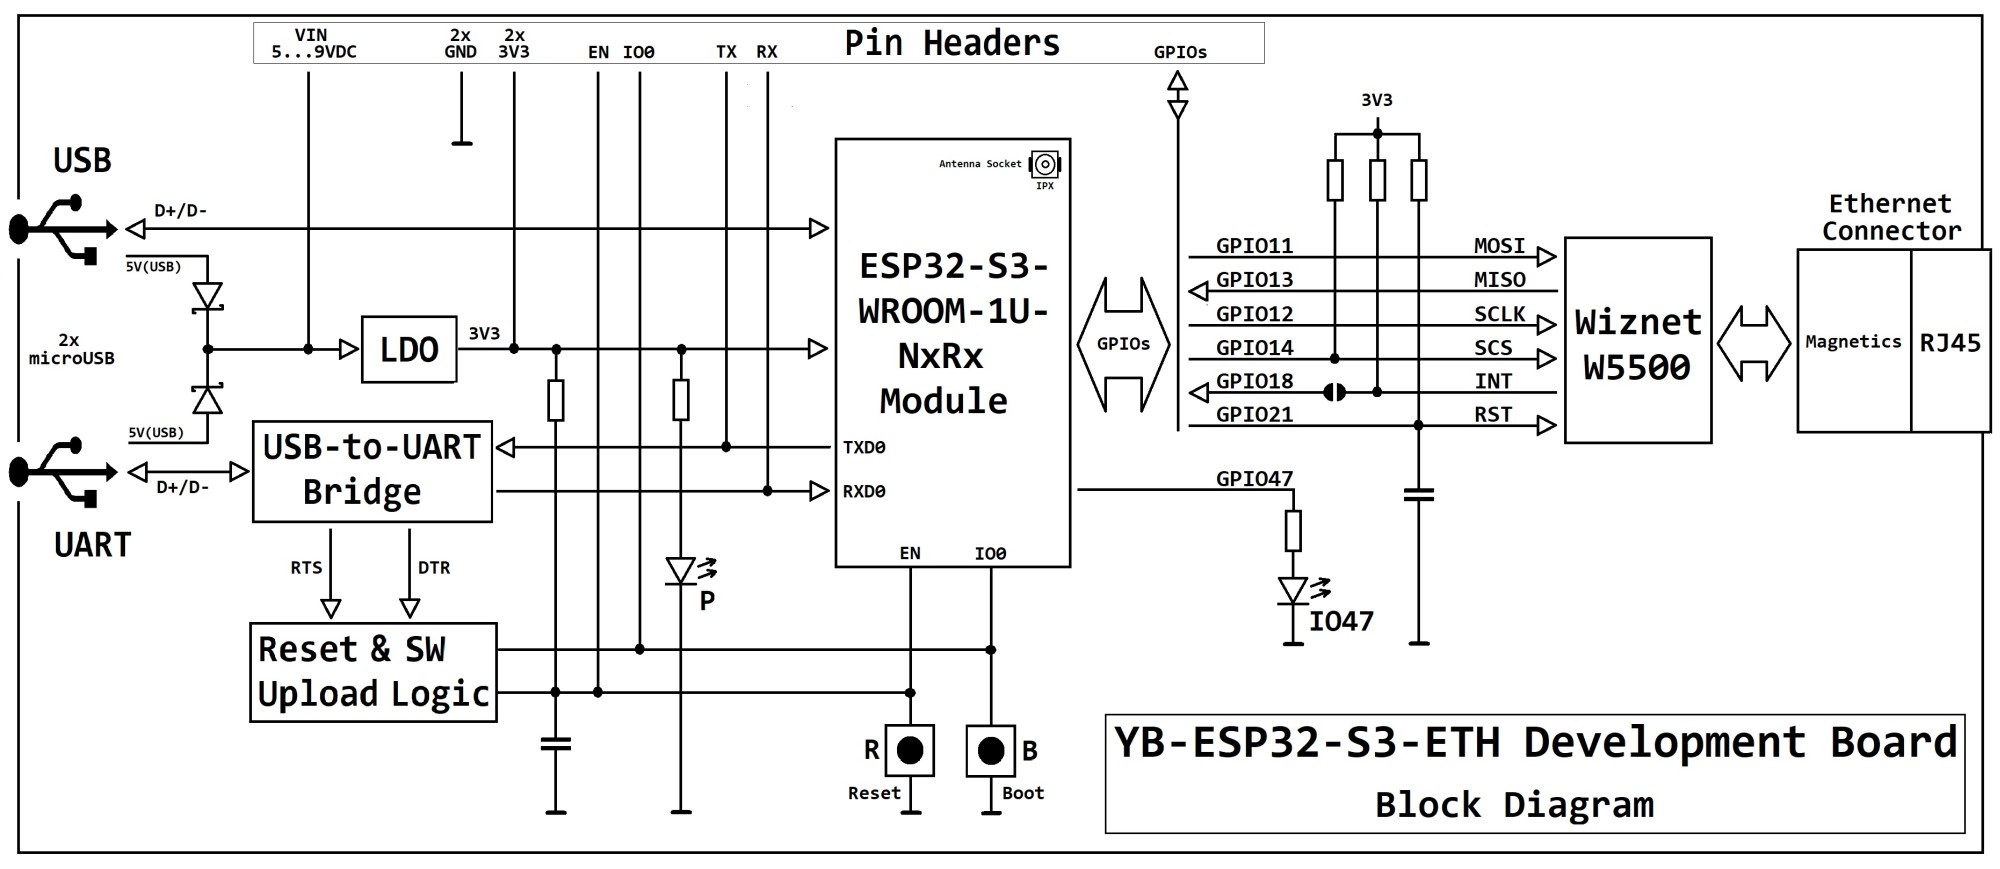 VIN
5...9VDC
2x
GND
2x
3V3
EN
IO0
TX
RX
Pin Headers
GPIOs
3V3
USB
D+/D-
5V(USB)
2x
microUSB
5V(USB)
D+/D-
UART
LDO
3V3
USB-to-UART
Bridge
RTS
DTR
Reset & SW
Upload Logic
P
Antenna Socket
IPX
ESP32-S3-
WROOM-1U-
NxRx
Module
TXD0
RXD0
EN
IO0
R
Reset
B
Boot
GPIOs
GPIO11 MOSI
GPIO13 MISO
GPIO12 SCLK
GPIO14 SCS
GPIO18 INT
GPIO21 RST
GPIO47
IO47
Wiznet
W5500
Ethernet
Connector
Magnetics
RJ45
YB-ESP32-S3-ETH Development Board
Block Diagram